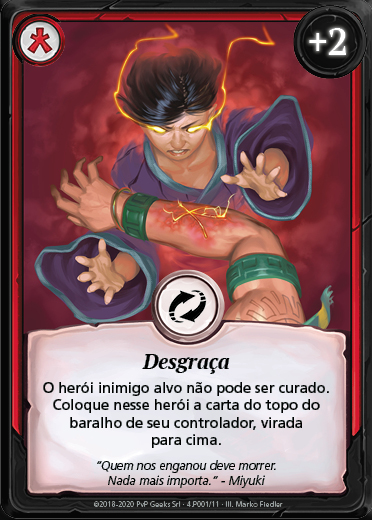 +2
Desgraça
O herói inimigo alvo não pode ser curado.
Coloque nesse herói a carta do topo do
baralho de seu controlador, virada
para cima.
"Quem nos enganou deve morrer.
Nada mais importa." - Miyuki
©2018-2020 PvP Geeks Srl · 4.P001/11 · Ill. Marko Fiedler